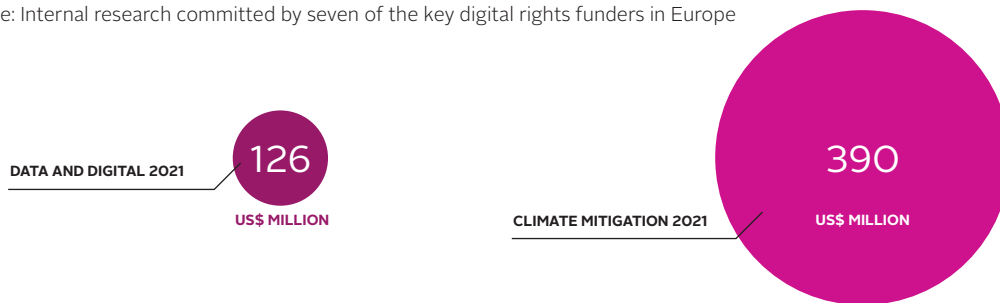 e: Internal research committed by seven of the key digital rights funders in Europe
126
390
DATA AND DIGITAL 2021
US$ MILLION
CLIMATE MITIGATION 2021
US$ MILLION